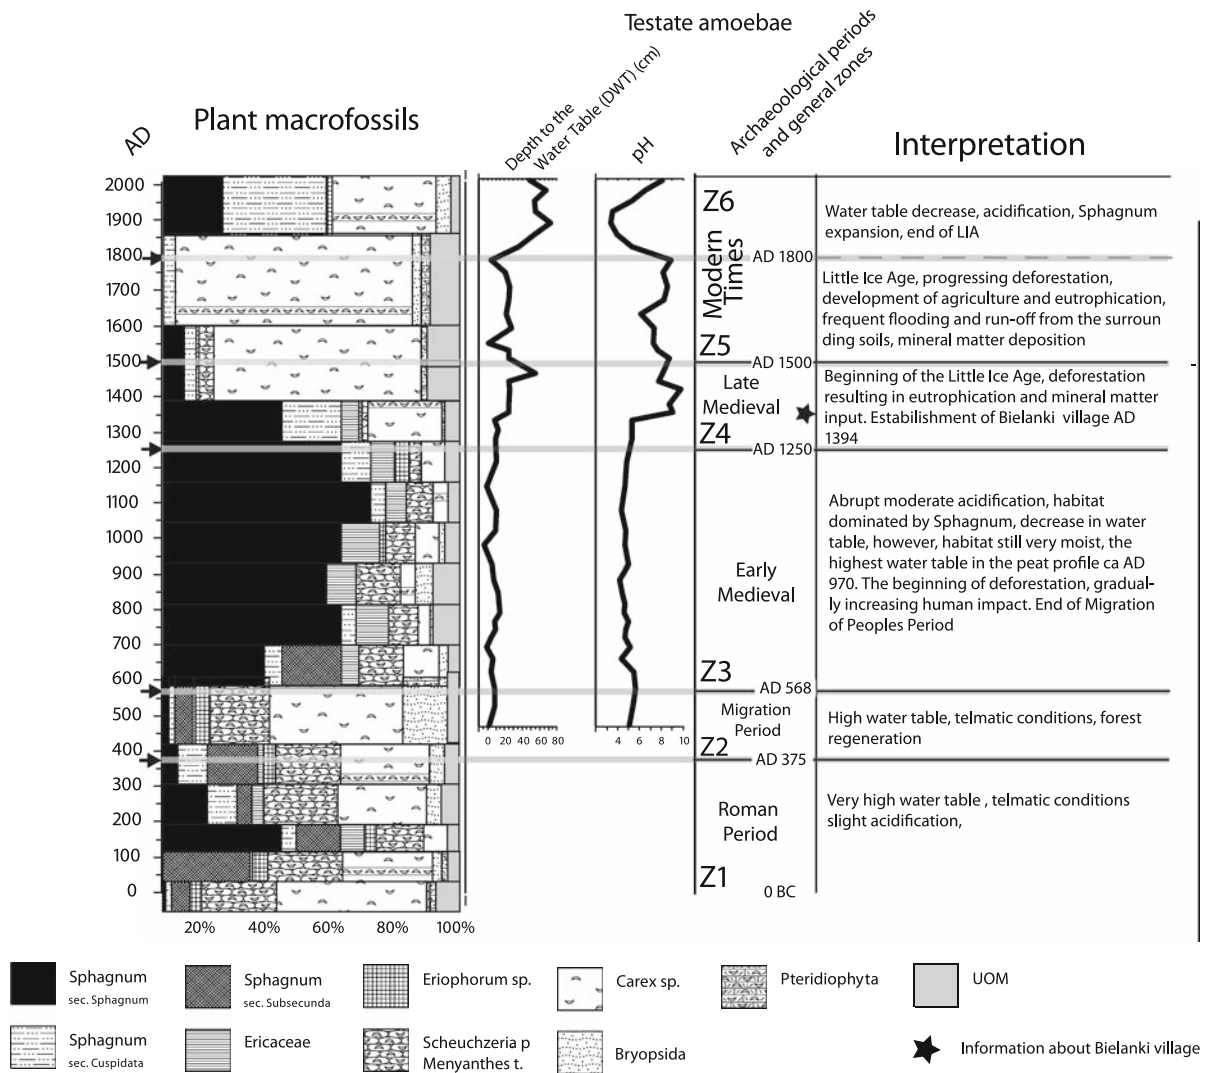 Testate amoebae
Plant macrofossils
AD
Depth to the
Water Table (DWT) (cm)
pH
Archaeoological periods
and general zones
Interpretation
2000
1900
1800
1700
1600
1500
1400
1300
1200
1100
1000
900
800
700
600
500
400
300
200
100
0
20%
40%
60%
80%
100%
0 20 40 60 80
4 6 8 10
Z6
Modern
Times
AD 1800
Z5
AD 1500
Late
Medieval
Z4
AD 1250
Early
Medieval
Z3
AD 568
Migration
Period
Z2
AD 375
Roman
Period
Z1
0 BC
Water table decrease, acidification, Sphagnum
expansion, end of LIA
Little Ice Age, progressing deforestation,
development of agriculture and eutrophication,
frequent flooding and run-off from the surroun
ding soils, mineral matter deposition
Beginning of the Little Ice Age, deforestation
resulting in eutrophication and mineral matter
input. Estabilishment of Bielanki village AD
1394
Abrupt moderate acidification, habitat
dominated by Sphagnum, decrease in water
table, however, habitat still very moist, the
highest water table in the peat profile ca AD
970. The beginning of deforestation, gradual-
ly increasing human impact. End of Migration
of Peoples Period
High water table, telmatic conditions, forest
regeneration
Very high water table , telmatic conditions
slight acidification,
Sphagnum
sec. Sphagnum
Sphagnum
sec. Subsecunda
Eriophorum sp.
Carex sp.
Pteridiophyta
UOM
Sphagnum
sec. Cuspidata
Ericaceae
Scheuchzeria p
Menyanthes t.
Bryopsida
Information about Bielanki village